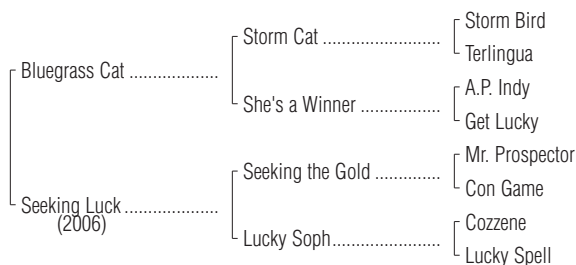 Storm Bird
Storm Cat ........................
Terlingua
Bluegrass Cat ..................
A.P. Indy
She's a Winner ................
Get Lucky
Mr. Prospector
Seeking the Gold .............
Con Game
Seeking Luck...................
(2006)
Cozzene
Lucky Soph......................
Lucky Spell